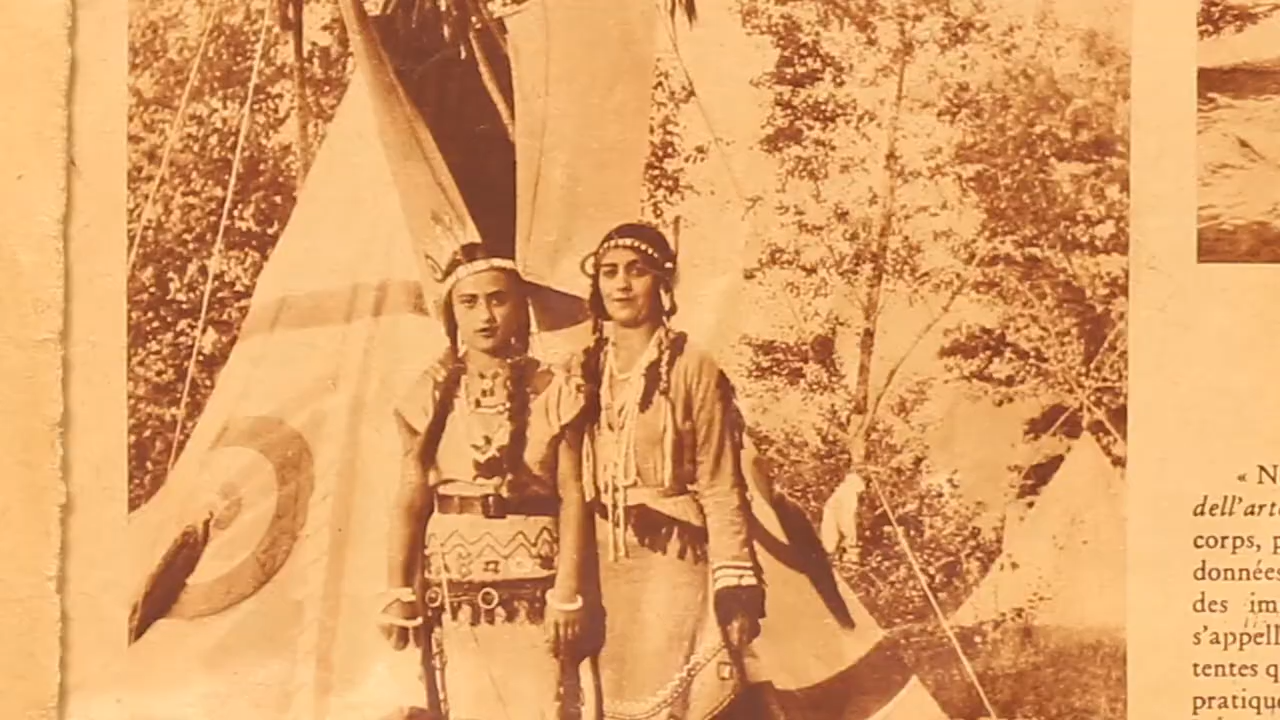 « N
dell'art
corps, p
données
des im
s'appell
tentes q
pratiqu